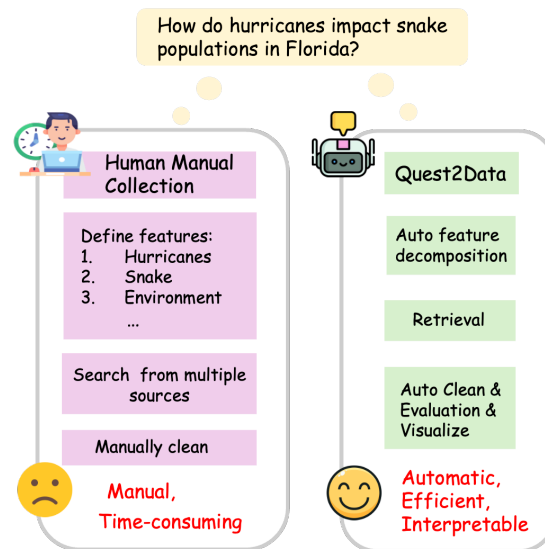 How do hurricanes impact snake
populations in Florida?
Human Manual
Collection
Define features:
1. Hurricanes
2. Snake
3. Environment
...
Search from multiple
sources
Manually clean
Manual,
Time-consuming
Quest2Data
Auto feature
decomposition
Retrieval
Auto Clean &
Evaluation &
Visualize
Automatic,
Efficient,
Interpretable